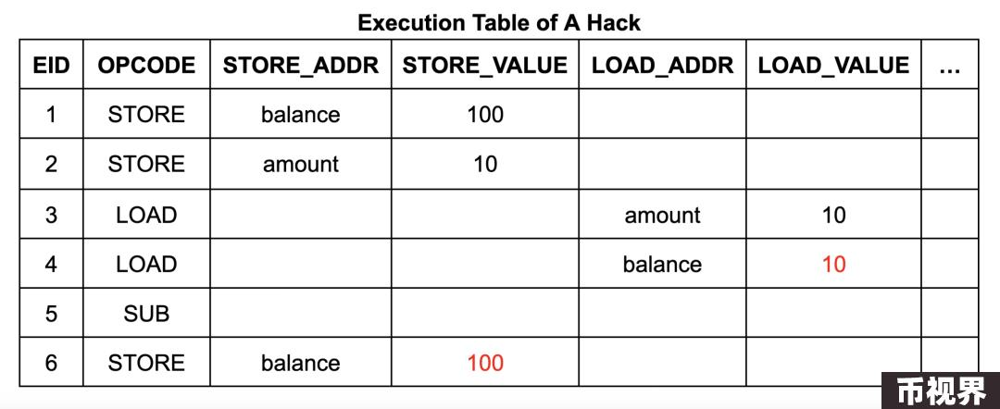 Execution Table of A Hack
EID OPCODE STORE_ADDR STORE_VALUE LOAD_ADDR LOAD_VALUE ...
1 STORE balance 100
2 STORE amount 10
3 LOAD amount 10
4 LOAD balance 10
5 SUB
6 STORE balance 100
币视界